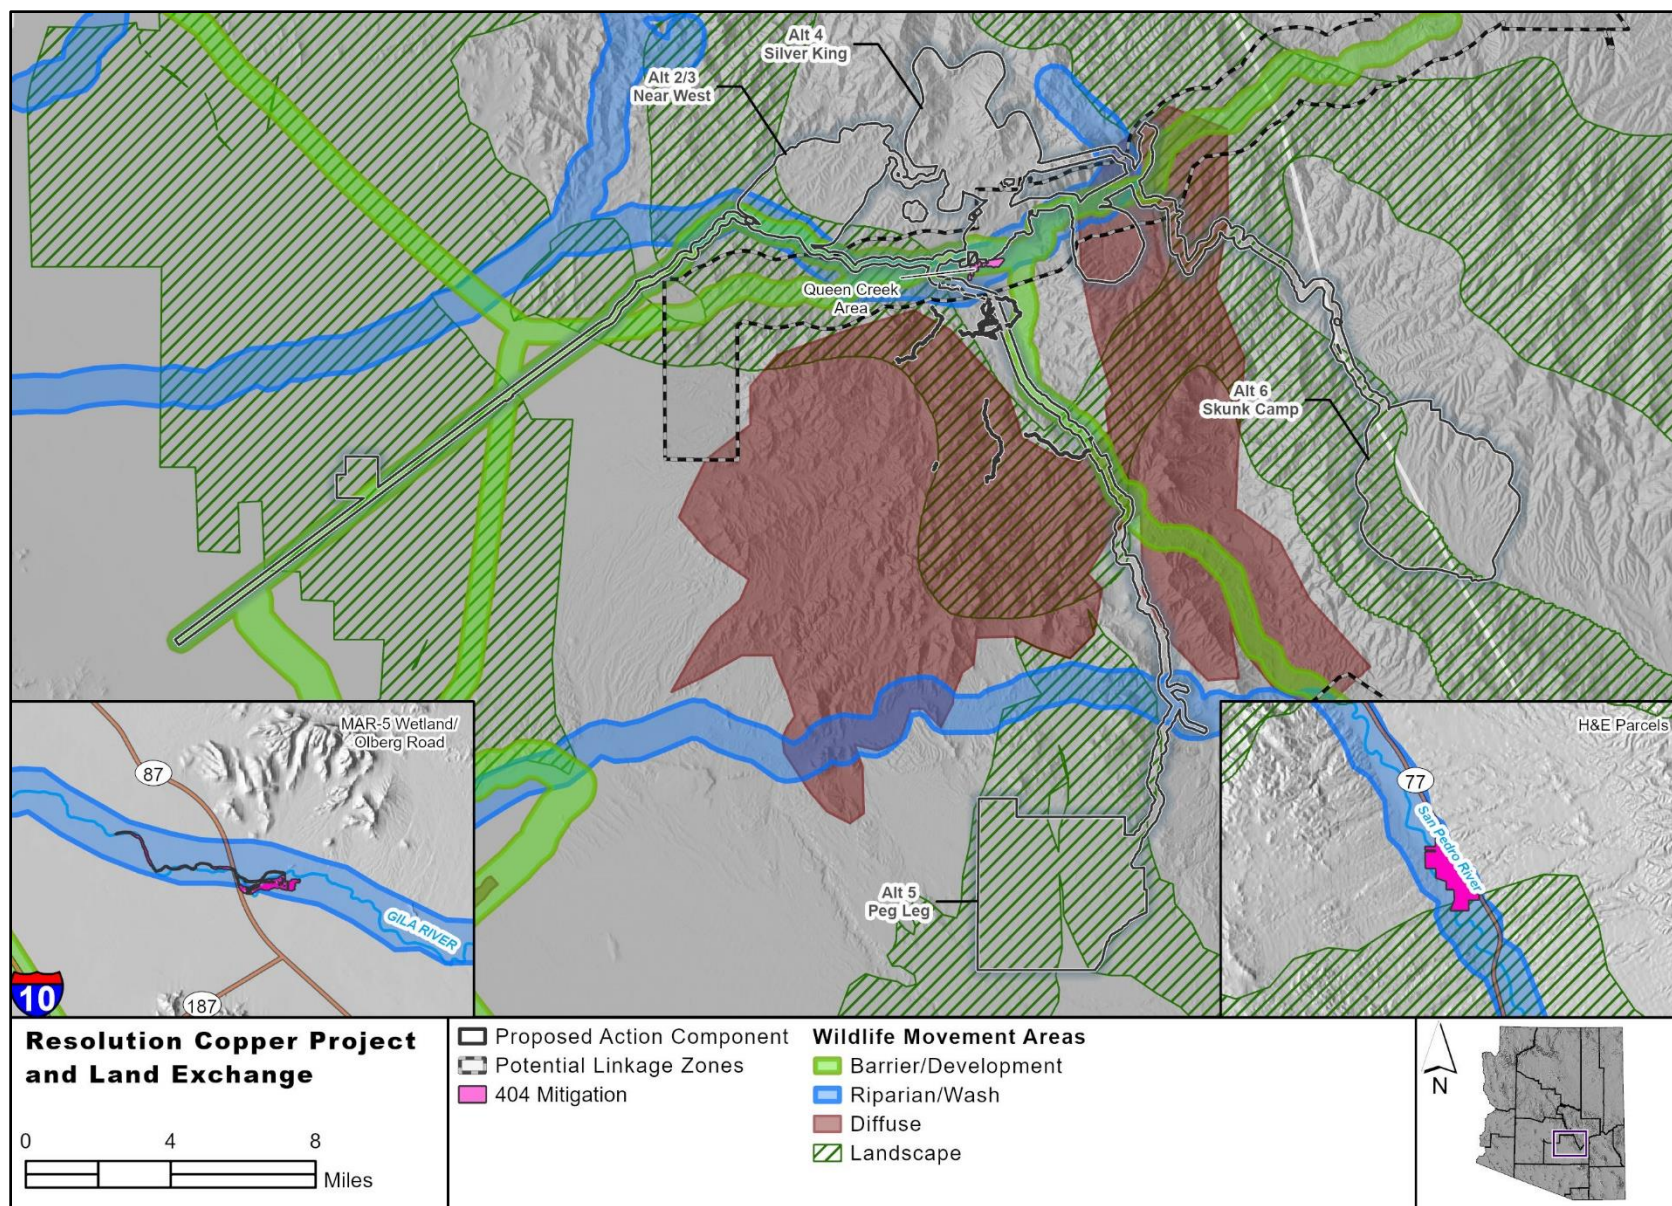 Alt 4
Silver King
Alt 2/3
Near West
Queen Creek
Area
Alt 6
Skunk Camp
Alt 5
Peg Leg
MAR-5 Wetland/
Olberg Road
87
GILA RIVER
187
10
H&E Parcels
77
San Pedro River
Resolution Copper Project
and Land Exchange
0 4 8
Miles
Proposed Action Component
Potential Linkage Zones
404 Mitigation
Wildlife Movement Areas
Barrier/Development
Riparian/Wash
Diffuse
Landscape
N